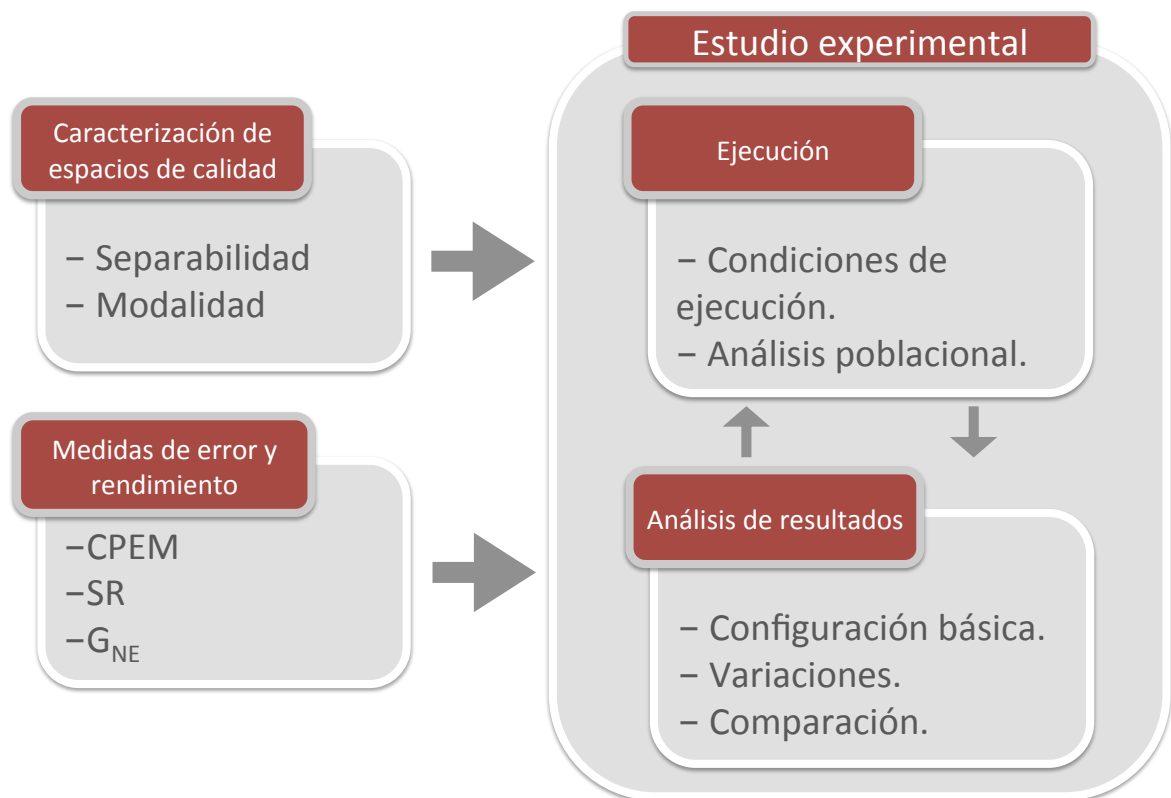 Estudio experimental
Caracterización de
espacios de calidad
− Separabilidad
− Modalidad
Medidas de error y
rendimiento
−CPEM
−SR
−G_NE
Ejecución
− Condiciones de
ejecución.
− Análisis poblacional.
Análisis de resultados
− Configuración básica.
− Variaciones.
− Comparación.